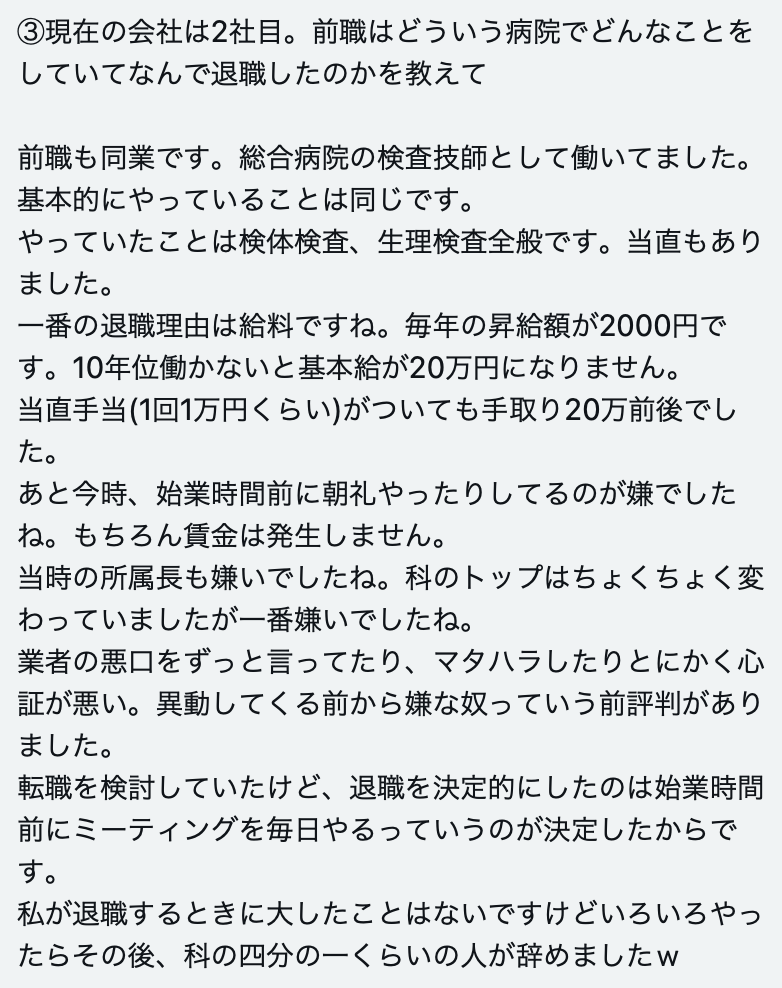 ③現在の会社は2社目。前職はどういう病院でどんなことを
していてなんで退職したのかを教えて
前職も同業です。総合病院の検査技師として働いてました。
基本的にやっていることは同じです。
やっていたことは検体検査、生理検査全般です。当直もあり
ました。
一番の退職理由は給料ですね。毎年の昇給額が2000円で
す。10年位働かないと基本給が20万円になりません。
当直手当(1回1万円くらい)がついても手取り20万前後でし
た。
あと今時、始業時間前に朝礼やったりしてるのが嫌でした
ね。もちろん賃金は発生しません。
当時の所属長も嫌いでしたね。科のトップはちょくちょく変
わっていましたが一番嫌いでしたね。
業者の悪口をずっと言ってたり、マタハラしたりとにかく心
証が悪い。異動してくる前から嫌な奴っていう前評判があり
ました。
転職を検討していたけど、退職を決定的にしたのは始業時間
前にミーティングを毎日やるっていうのが決定したからで
す。
私が退職するときに大したことはないですけどいろいろやっ
たらその後、科の四分の一くらいの人が辞めましたw